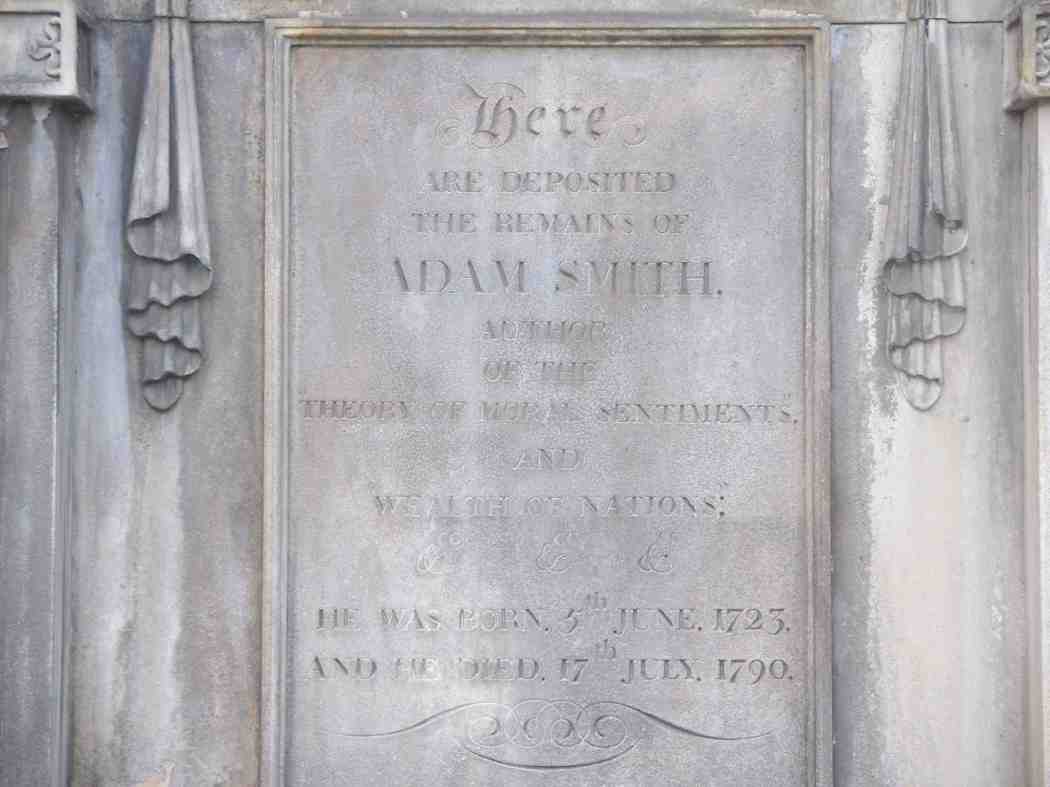 Here
ARE DEPOSITED
THE REMAINS OF
ADAM SMITH.
AUTHOR
OF THE
THEORY OF MORAL SENTIMENTS,
AND
WEALTH OF NATIONS;
& & &
HE WAS BORN, 5th JUNE, 1723.
AND HE DIED, 17th JULY, 1790.